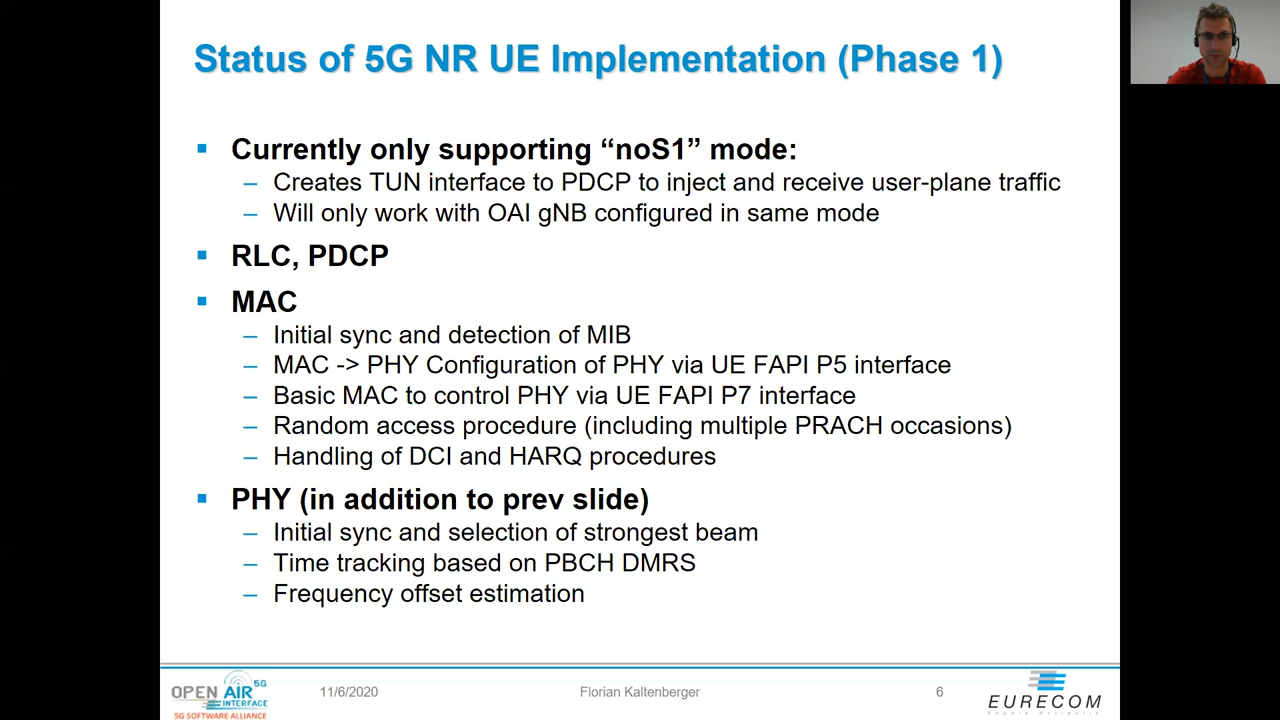 Status of 5G NR UE Implementation (Phase 1)
Currently only supporting “noS1” mode:
– Creates TUN interface to PDCP to inject and receive user-plane traffic
– Will only work with OAI gNB configured in same mode
RLC, PDCP
MAC
– Initial sync and detection of MIB
– MAC -> PHY Configuration of PHY via UE FAPI P5 interface
– Basic MAC to control PHY via UE FAPI P7 interface
– Random access procedure (including multiple PRACH occasions)
– Handling of DCI and HARQ procedures
PHY (in addition to prev slide)
– Initial sync and selection of strongest beam
– Time tracking based on PBCH DMRS
– Frequency offset estimation
OPEN AIR 5G
INTERFACE
5G SOFTWARE ALLIANCE
11/6/2020
Florian Kaltenberger
6
EURECOM
Sophia Antipolis